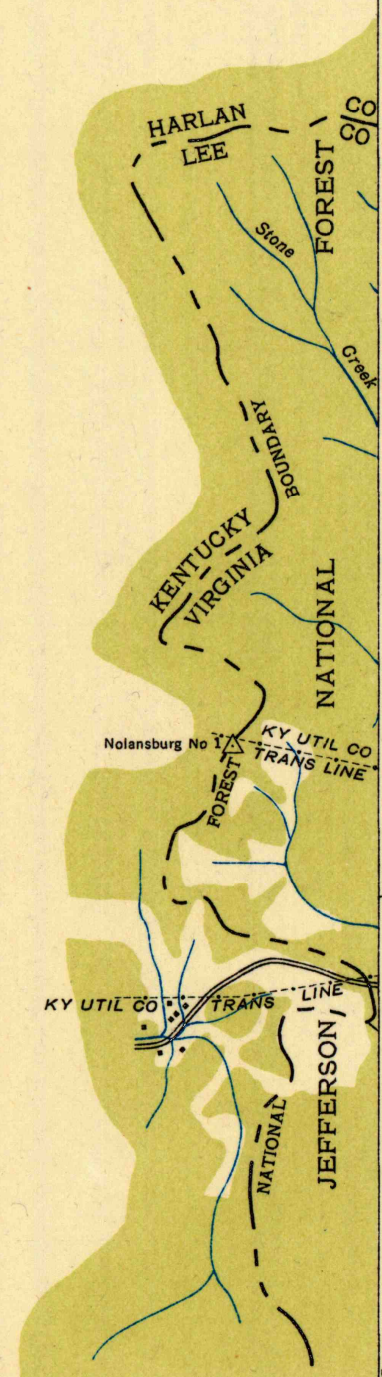 HARLAN CO
LEE CO
Stone
Creek
FOREST
BOUNDARY
KENTUCKY
VIRGINIA
NATIONAL
Nolansburg No 1
KY UTIL CO
TRANS LINE
FOREST
KY UTIL CO TRANS LINE
JEFFERSON
NATIONAL